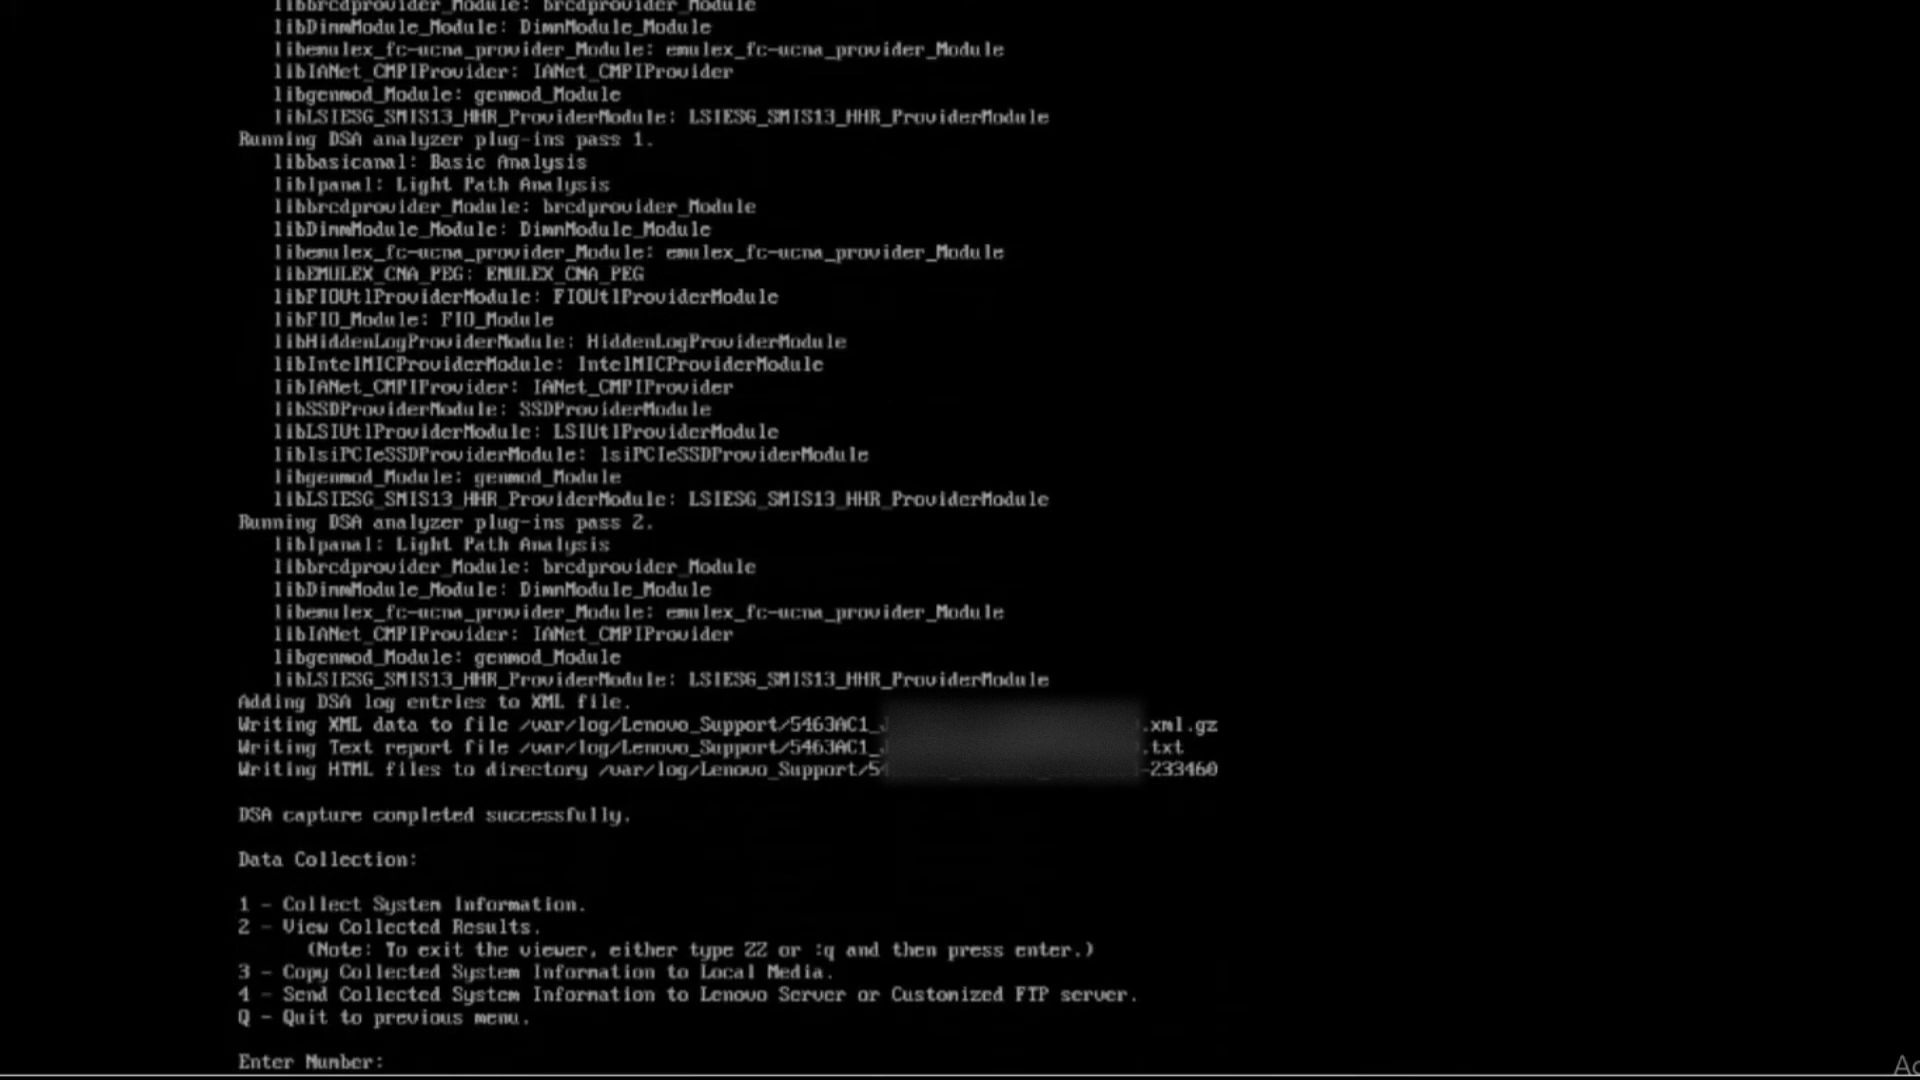 libbrcdprovider_Module: brcdprovider_Module
libDimmModule_Module: DimmModule_Module
libemulex_fc-ucna_provider_Module: emulex_fc-ucna_provider_Module
libIANet_CMPIProvider: IANet_CMPIProvider
libgenmod_Module: genmod_Module
libLSIESG_SMIS13_HHR_ProviderModule: LSIESG_SMIS13_HHR_ProviderModule
Running DSA analyzer plug-ins pass 1.
libbasicanal: Basic Analysis
liblpanal: Light Path Analysis
libbrcdprovider_Module: brcdprovider_Module
libDimmModule_Module: DimmModule_Module
libemulex_fc-ucna_provider_Module: emulex_fc-ucna_provider_Module
libEMULEX_CNA_PEG: EMULEX_CNA_PEG
libFIOUtlProviderModule: FIOUtlProviderModule
libFIO_Module: FIO_Module
libHiddenLogProviderModule: HiddenLogProviderModule
libIntelMICProviderModule: IntelMICProviderModule
libIANet_CMPIProvider: IANet_CMPIProvider
libSSDProviderModule: SSDProviderModule
libLSIUtlProviderModule: LSIUtlProviderModule
liblsiPCIeSSDProviderModule: lsiPCIeSSDProviderModule
libgenmod_Module: genmod_Module
libLSIESG_SMIS13_HHR_ProviderModule: LSIESG_SMIS13_HHR_ProviderModule
Running DSA analyzer plug-ins pass 2.
liblpanal: Light Path Analysis
libbrcdprovider_Module: brcdprovider_Module
libDimmModule_Module: DimmModule_Module
libemulex_fc-ucna_provider_Module: emulex_fc-ucna_provider_Module
libIANet_CMPIProvider: IANet_CMPIProvider
libgenmod_Module: genmod_Module
libLSIESG_SMIS13_HHR_ProviderModule: LSIESG_SMIS13_HHR_ProviderModule
Adding DSA log entries to XML file.
Writing XML data to file /var/log/Lenovo_Support/5463AC1_ .xml.gz
Writing Text report file /var/log/Lenovo_Support/5463AC1_ .txt
Writing HTML files to directory /var/log/Lenovo_Support/5 -233460
DSA capture completed successfully.
Data Collection:
1 - Collect System Information.
2 - View Collected Results.
(Note: To exit the viewer, either type ZZ or :q and then press enter.)
3 - Copy Collected System Information to Local Media.
4 - Send Collected System Information to Lenovo Server or Customized FTP server.
Q - Quit to previous menu.
Enter Number: